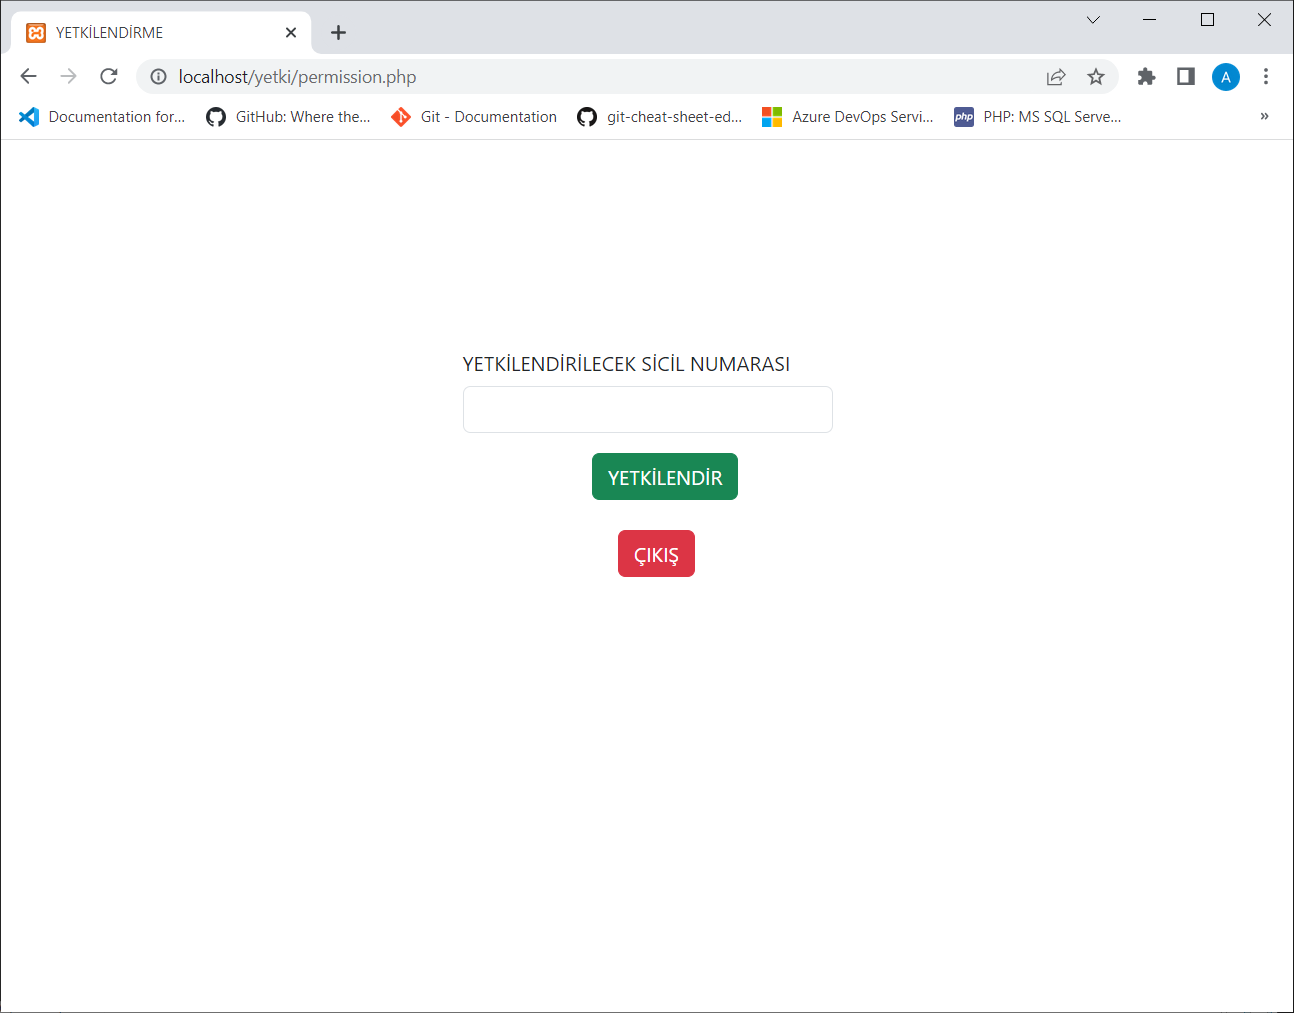 YETKİLENDİRME
localhost/yetki/permission.php
A
Documentation for...
GitHub: Where the...
Git - Documentation
git-cheat-sheet-ed...
Azure DevOps Servi...
php
PHP: MS SQL Serve...
»
YETKİLENDİRİLECEK SİCİL NUMARASI
YETKİLENDİR
ÇIKIŞ